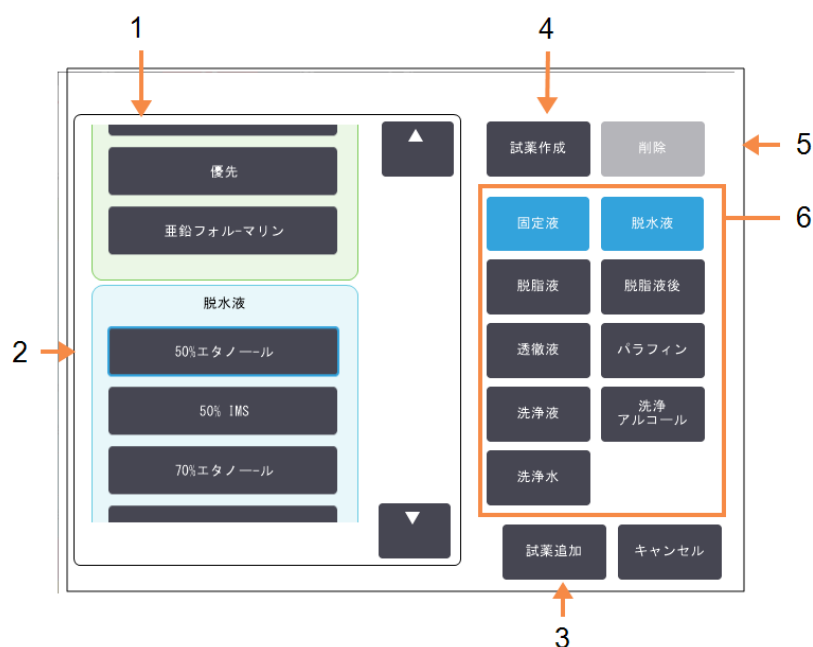 1
4
試薬作成
削除
5
優先
亜鉛フォル-マリン
6
固定液
脱水液
脱脂液
脱脂液後
脱水液
2
50%エタノ—-ル
透徹液
パラフィン
50% IMS
洗浄液
洗浄
アルコール
70%エタノ—-ル
洗浄水
試薬追加
キャンセル
3